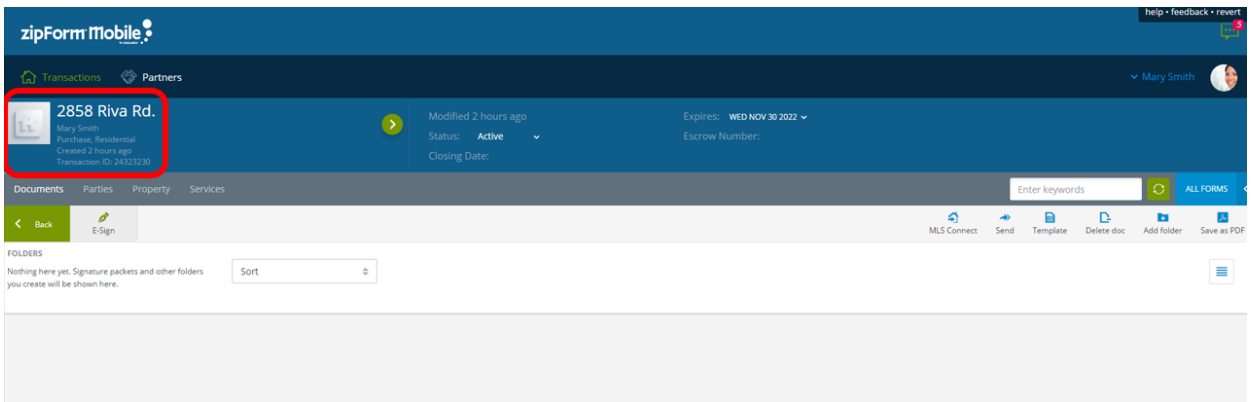 help • feedback • revert
zipForm Mobile
5
Transactions
Partners
Mary Smith
2858 Riva Rd.
Mary Smith
Purchase, Residential
Created 2 hours ago
Transaction ID: 24323230
Modified 2 hours ago
Status: Active
Closing Date:
Expires: WED NOV 30 2022
Escrow Number:
Documents
Parties
Property
Services
Enter keywords
ALL FORMS
Back
E-Sign
MLS Connect
Send
Template
Delete doc
Add folder
Save as PDF
FOLDERS
Nothing here yet. Signature packets and other folders
you create will be shown here.
Sort